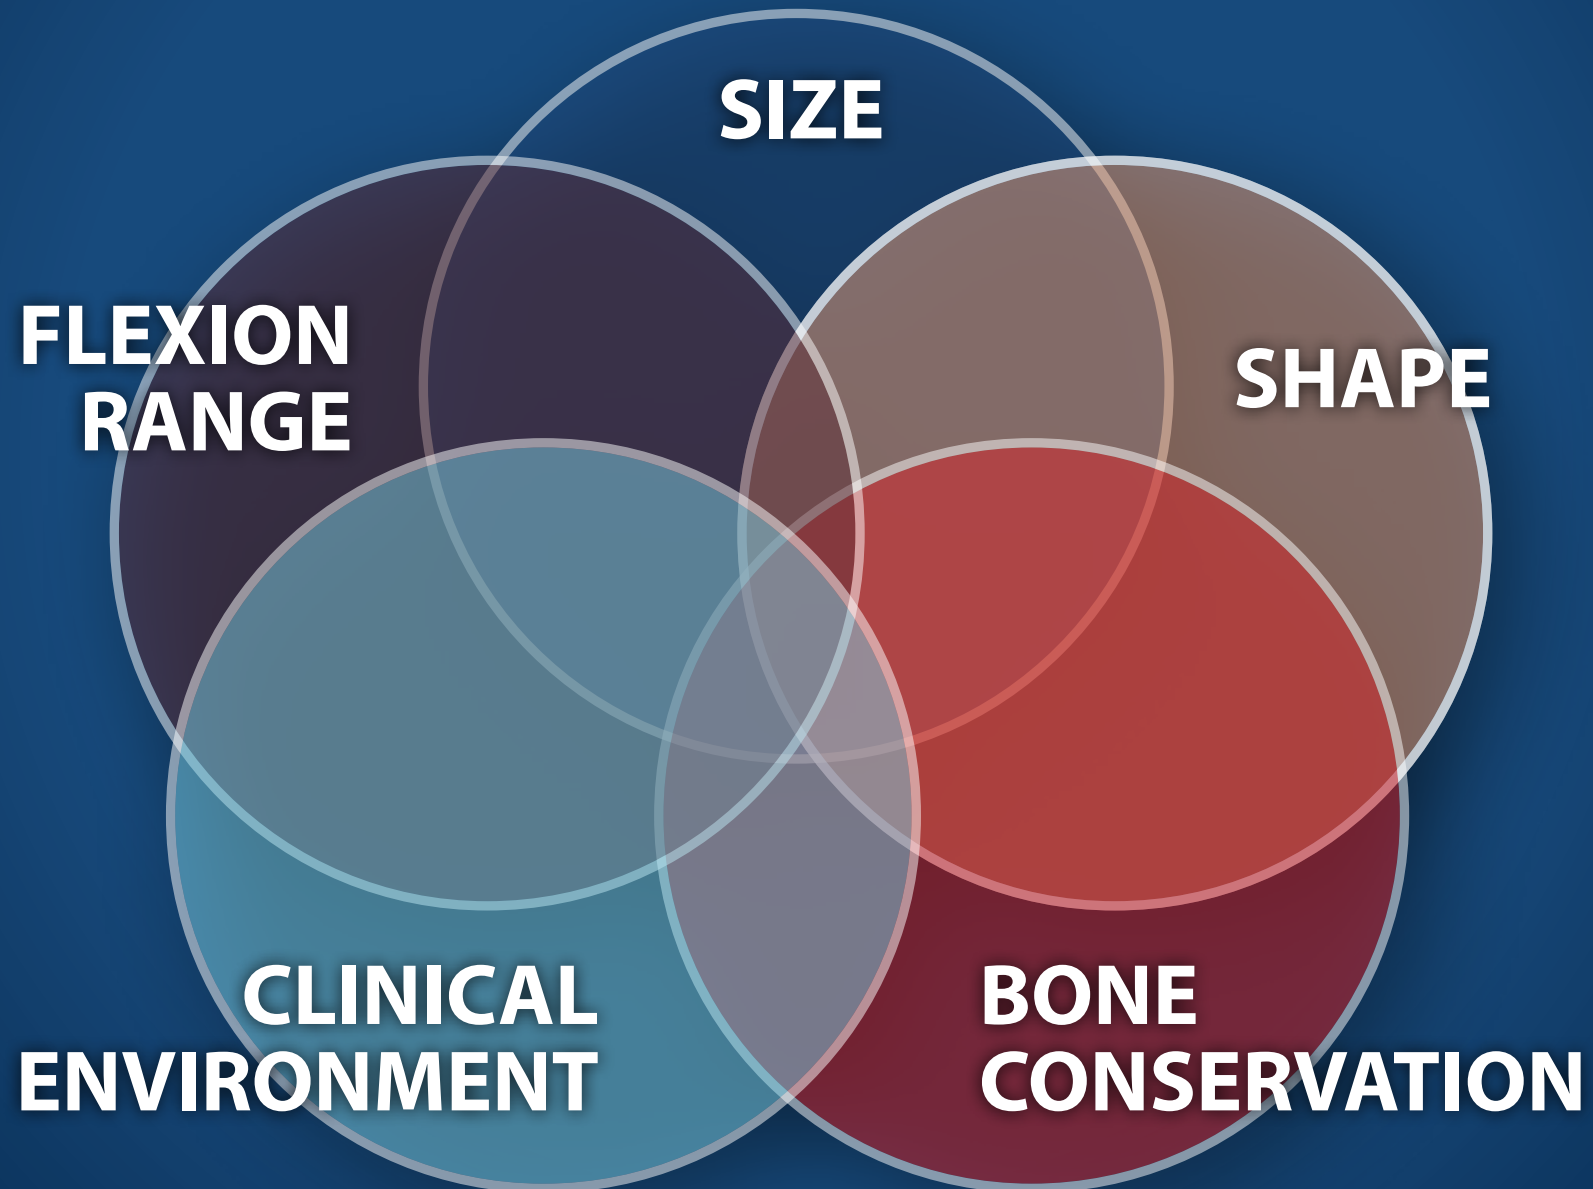 SIZE
FLEXION
RANGE
SHAPE
CLINICAL
ENVIRONMENT
BONE
CONSERVATION